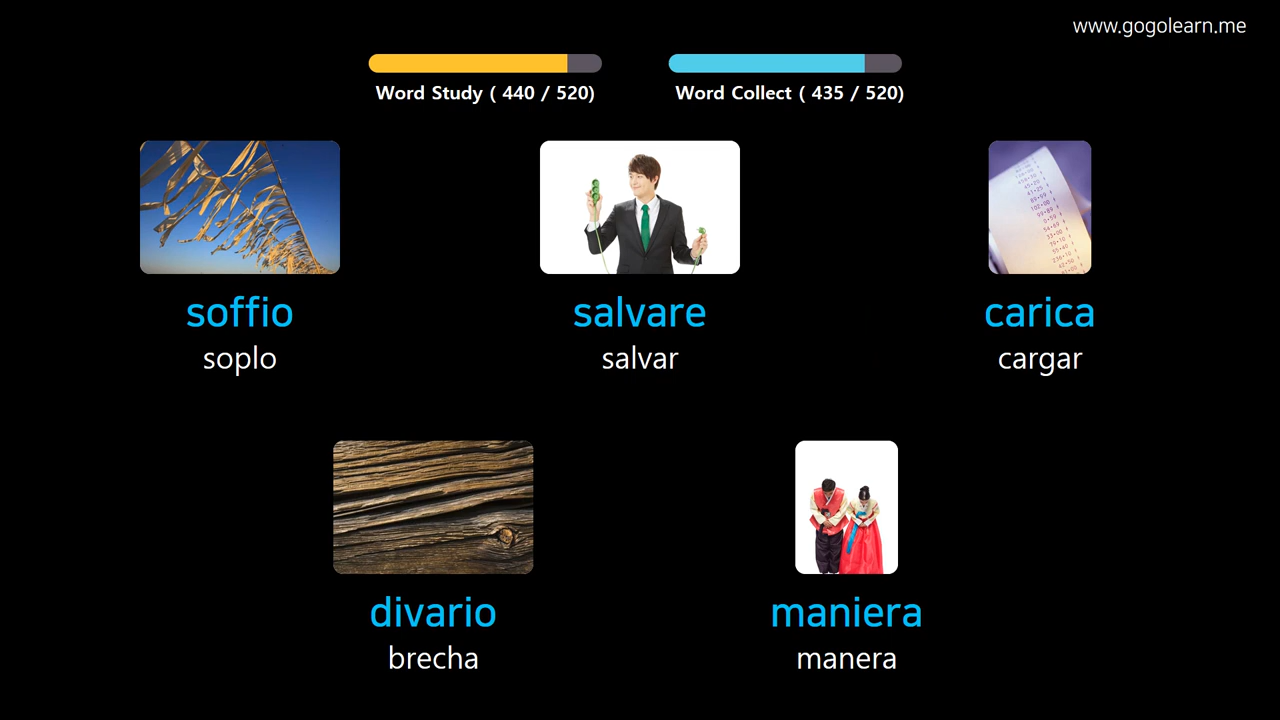 www.gogolearn.me
Word Study ( 440 / 520)
Word Collect ( 435 / 520)
soffio
soplo
salvare
salvar
carica
cargar
divario
brecha
maniera
manera